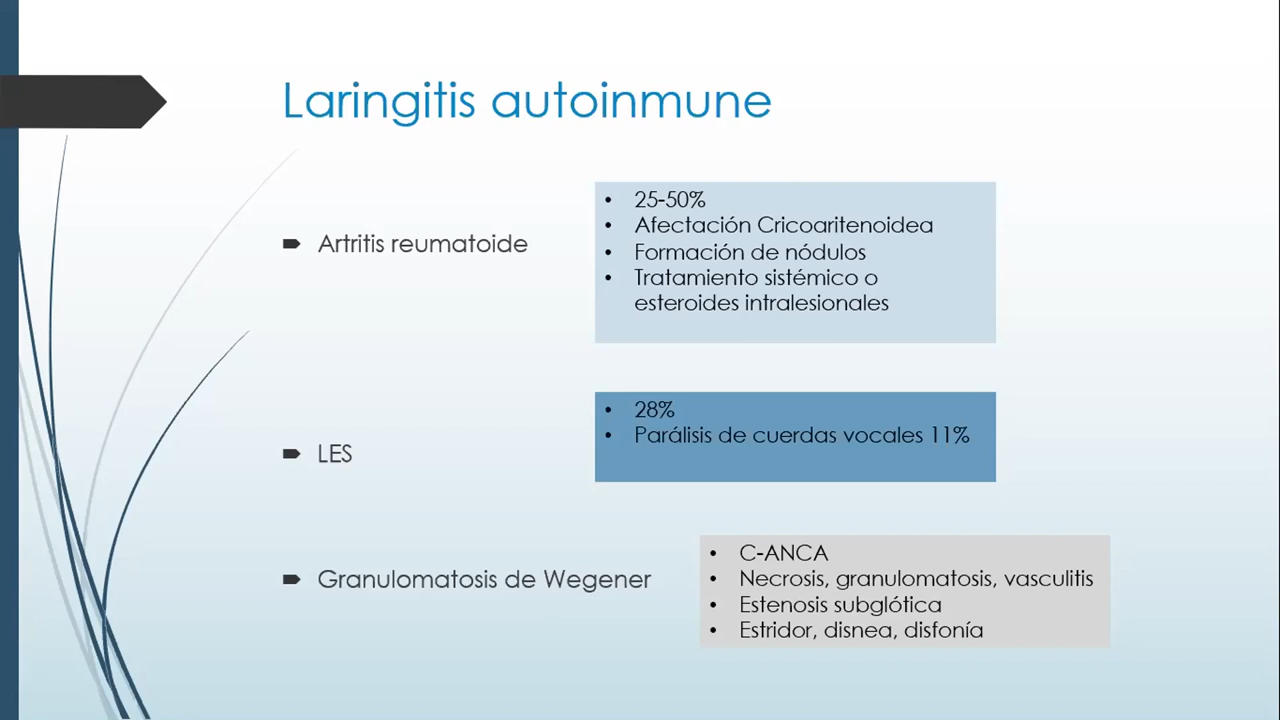 Laringitis autoinmune
Artritis reumatoide
• 25-50%
• Afectación Cricoaritenoidea
• Formación de nódulos
• Tratamiento sistémico o
esteroides intralesionales
LES
• 28%
• Parálisis de cuerdas vocales 11%
Granulomatosis de Wegener
• C-ANCA
• Necrosis, granulomatosis, vasculitis
• Estenosis subglótica
• Estridor, disnea, disfonía